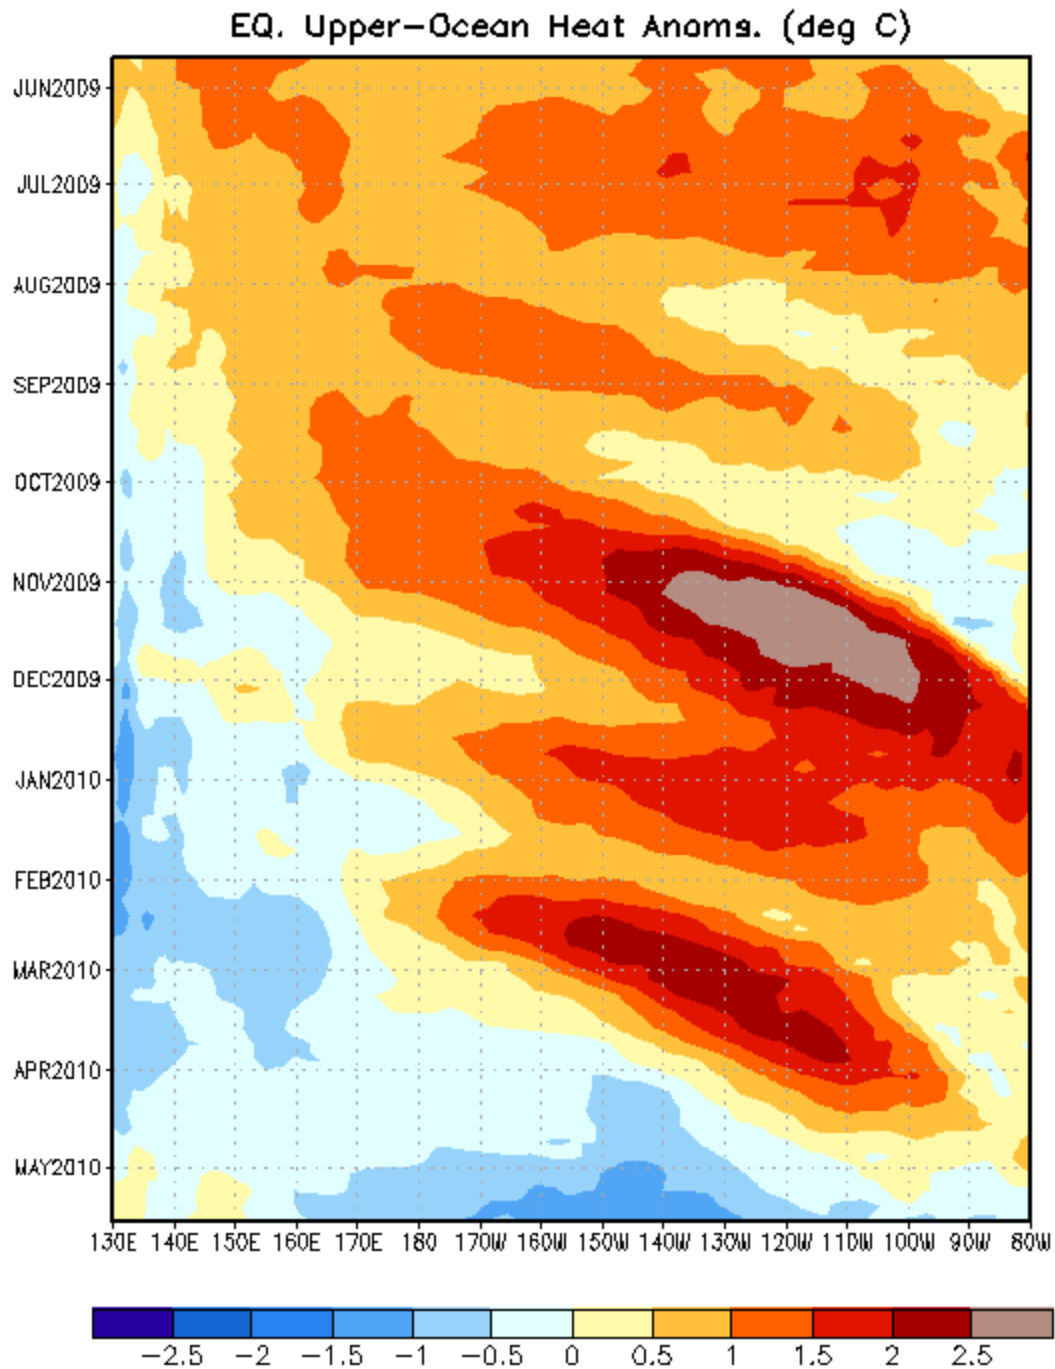 EQ. Upper-Ocean Heat Anoms. (deg C)
JUN2009
JUL2009
AUG2009
SEP2009
OCT2009
NOV2009
DEC2009
JAN2010
FEB2010
MAR2010
APR2010
MAY2010
130E 140E 150E 160E 170E 180 170W 160W 150W 140W 130W 120W 110W 100W 90W 80W
-2.5 -2 -1.5 -1 -0.5 0 0.5 1 1.5 2 2.5